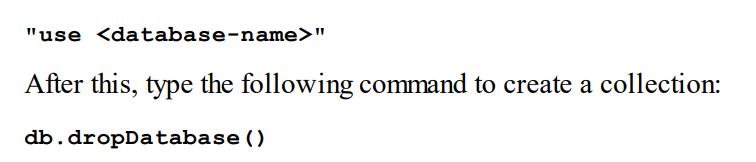 "use <database-name>"
After this, type the following command to create a collection:
db.dropDatabase()